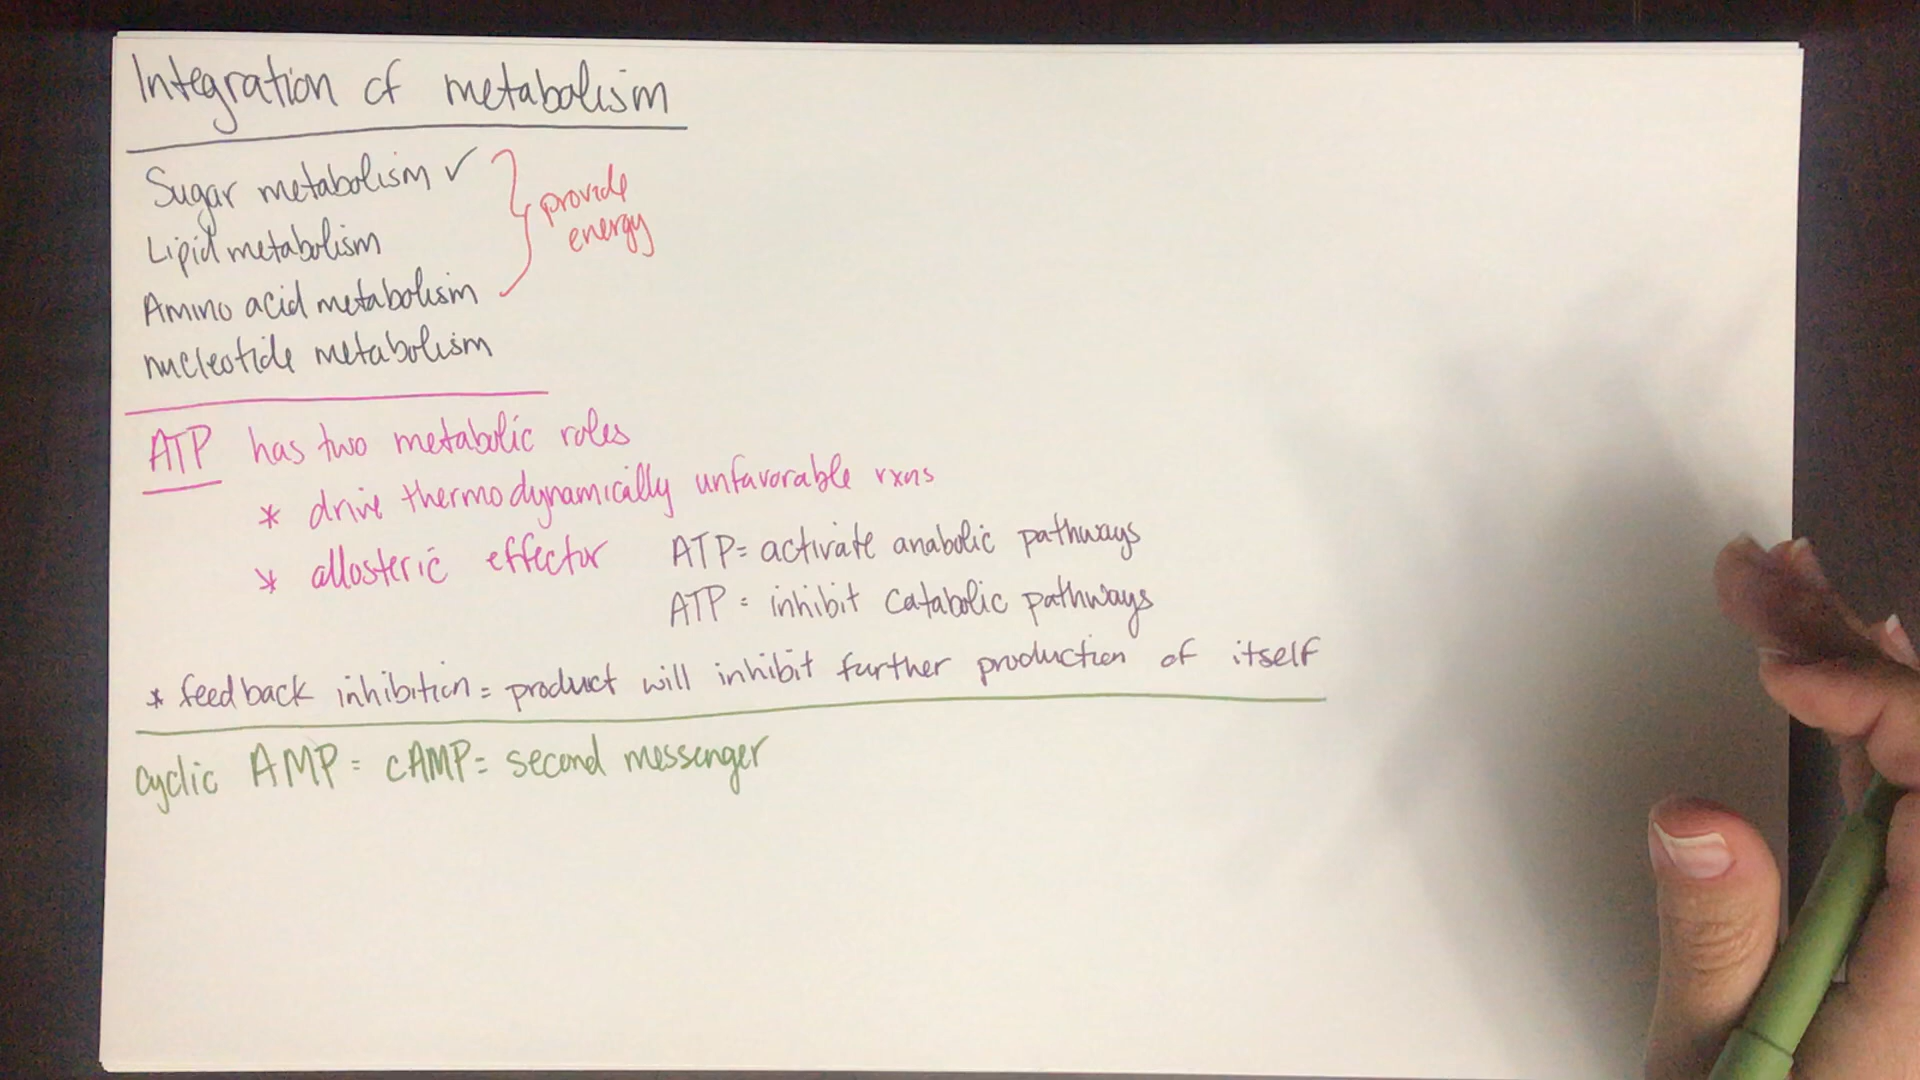 Integration of metabolism
Sugar metabolism ✓
Lipid metabolism
Amino acid metabolism
nucleotide metabolism
provide
energy
ATP has two metabolic roles
* drive thermodynamically unfavorable rxns
* allosteric effector ATP = activate anabolic pathways
ATP = inhibit catabolic pathways
* feedback inhibition = product will inhibit further production of itself
cyclic AMP = cAMP = second messenger